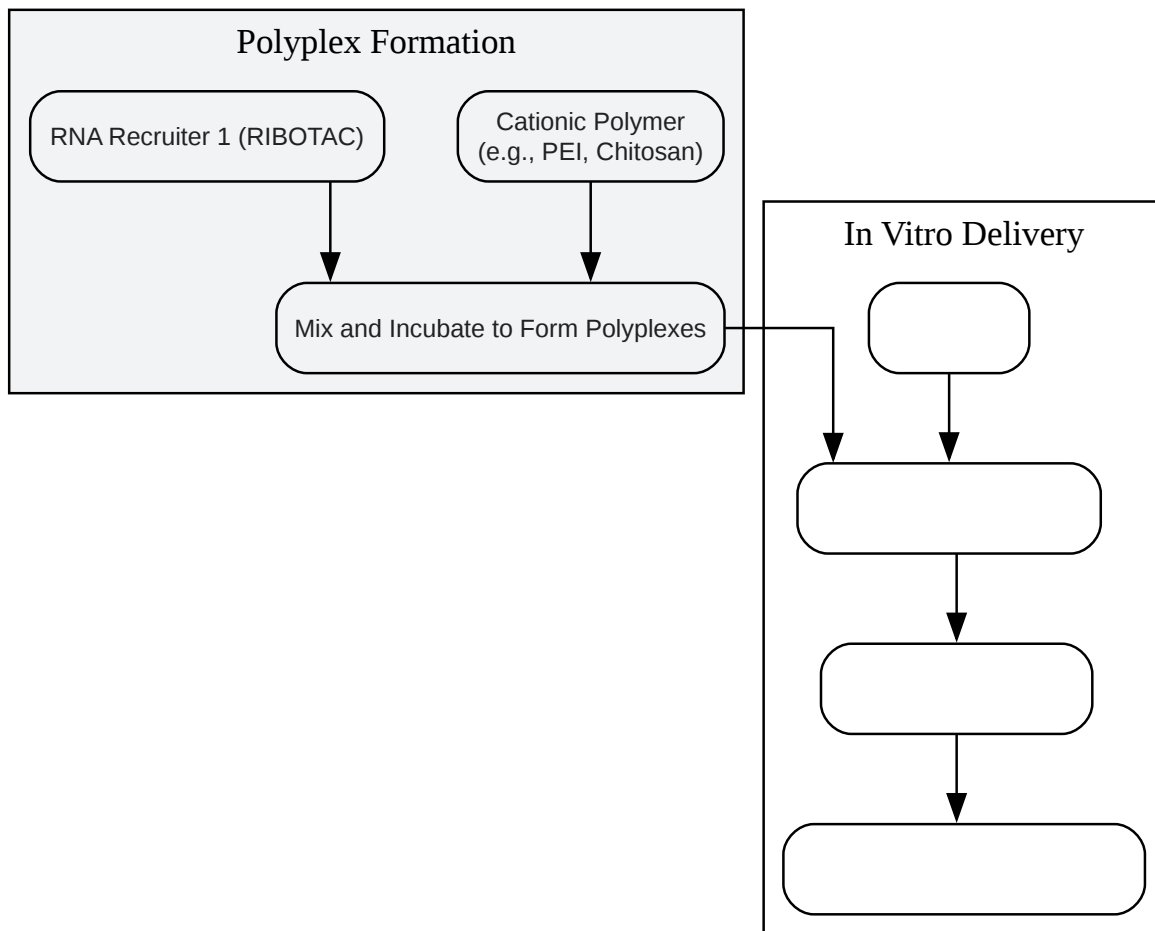 Polyplex Formation
RNA Recruiter 1 (RIBOTAC)
Cationic Polymer
(e.g., PEI, Chitosan)
Mix and Incubate to Form Polyplexes
In Vitro Delivery